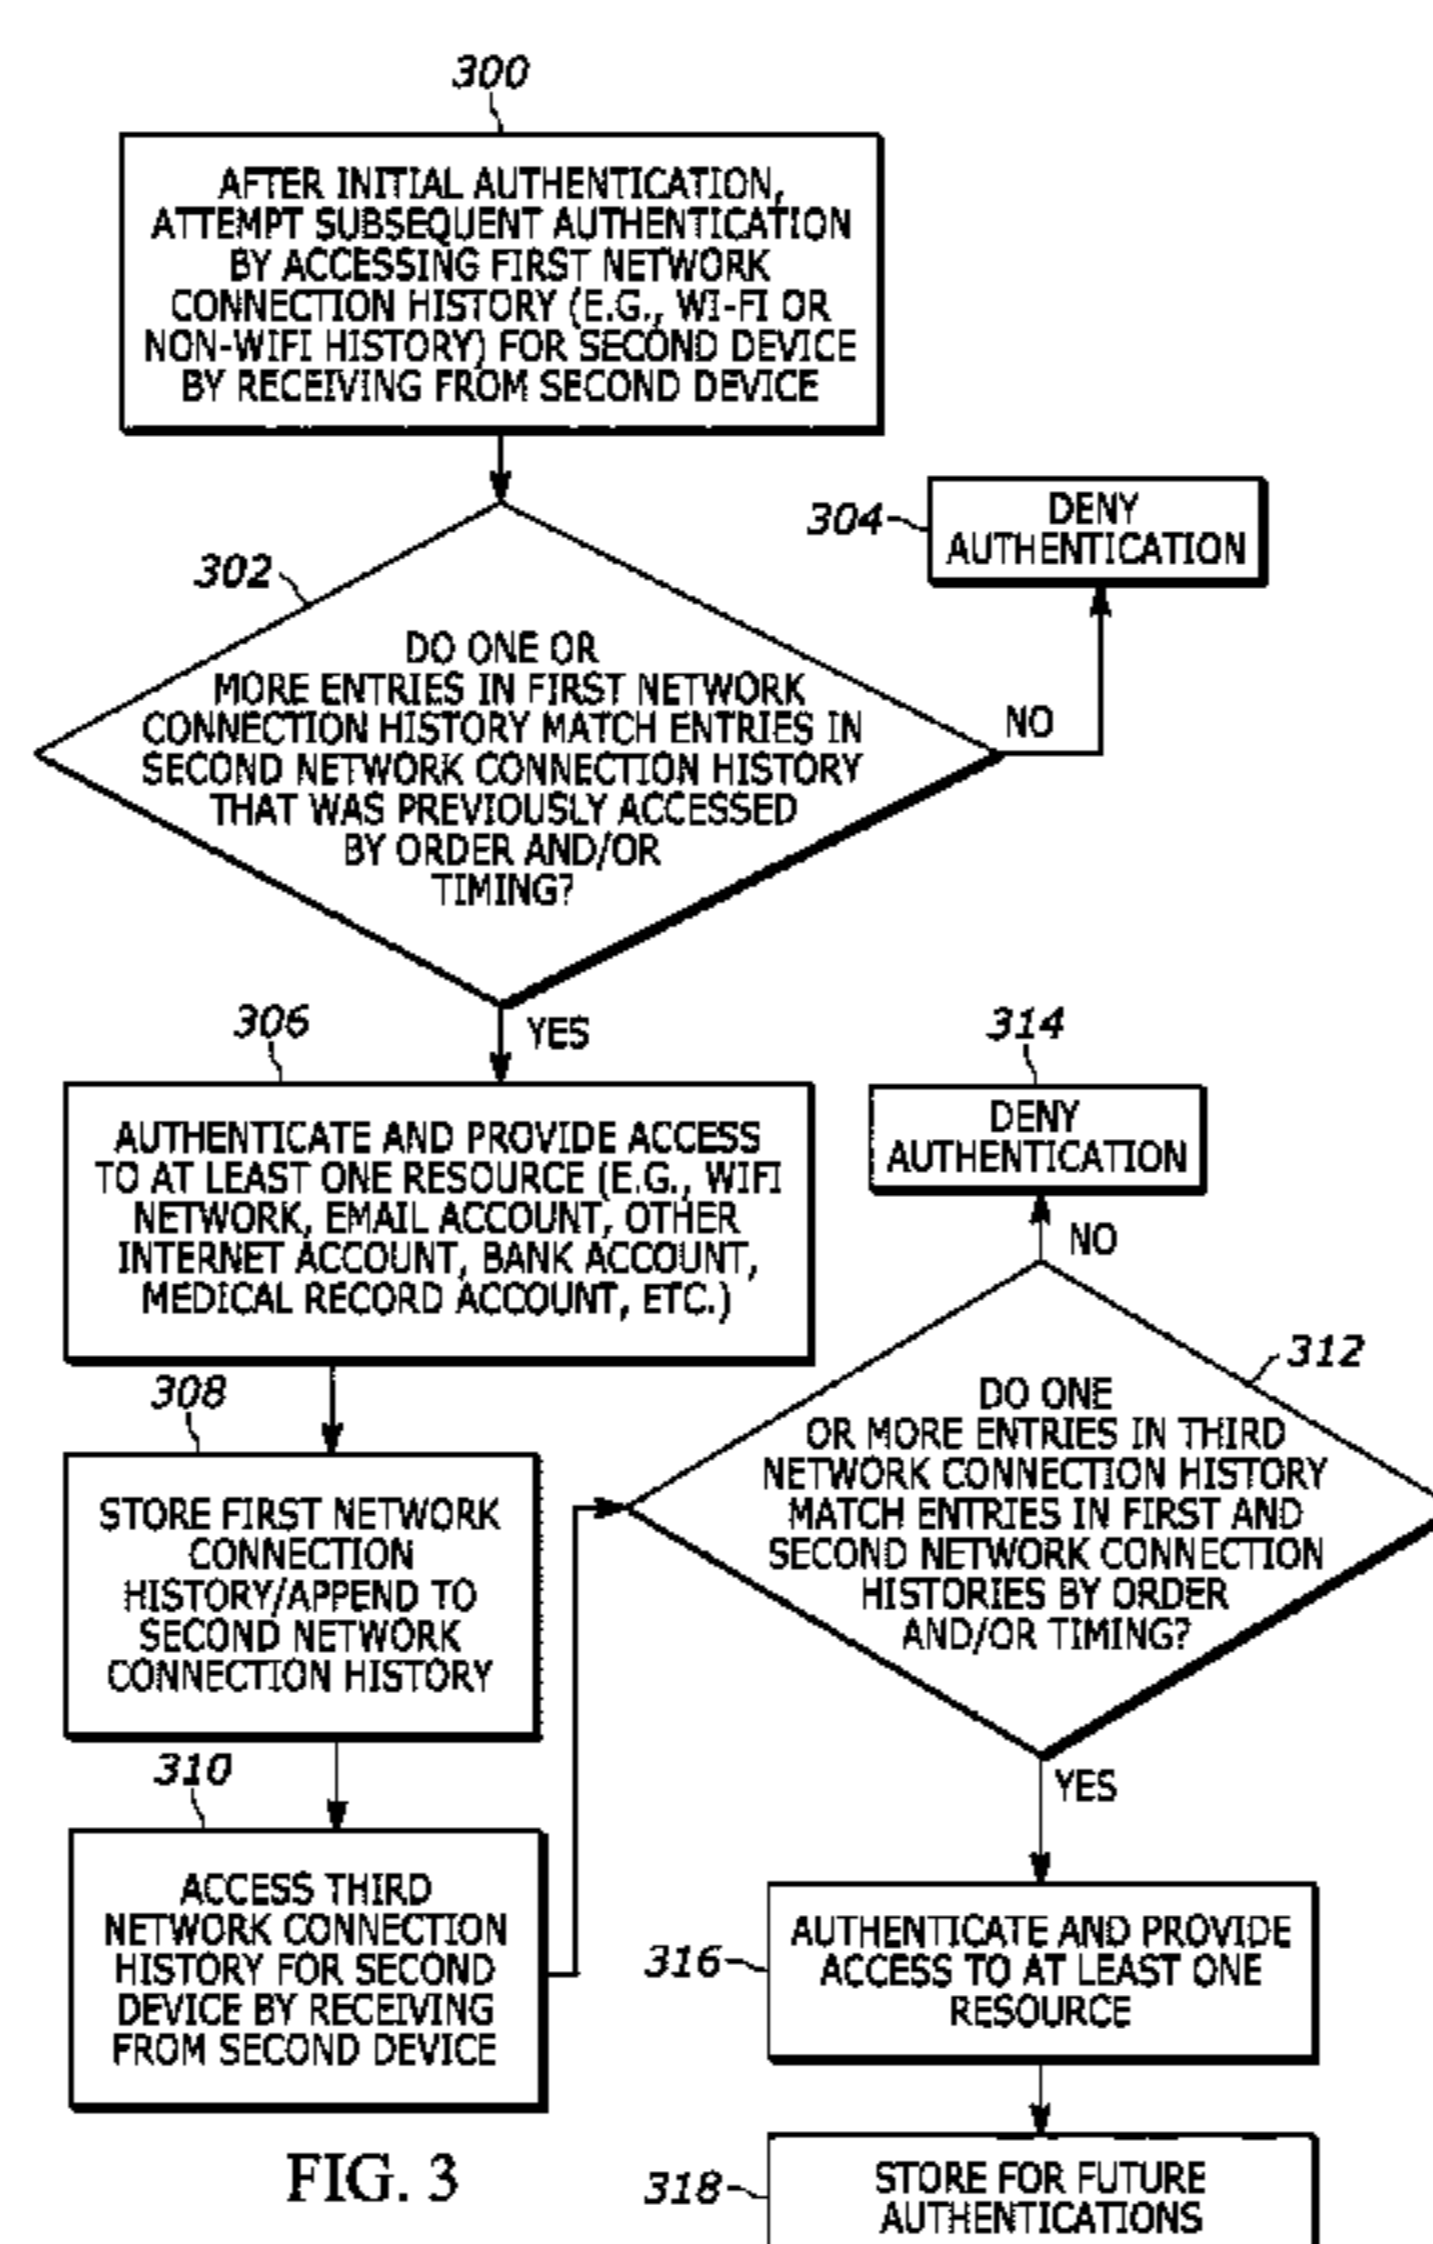 300
AFTER INITIAL AUTHENTICATION,
ATTEMPT SUBSEQUENT AUTHENTICATION
BY ACCESSING FIRST NETWORK
CONNECTION HISTORY (E.G., WI-FI OR
NON-WIFI HISTORY) FOR SECOND DEVICE
BY RECEIVING FROM SECOND DEVICE
304
DENY
AUTHENTICATION
302
DO ONE OR
MORE ENTRIES IN FIRST NETWORK
CONNECTION HISTORY MATCH ENTRIES IN
SECOND NETWORK CONNECTION HISTORY
THAT WAS PREVIOUSLY ACCESSED
BY ORDER AND/OR
TIMING?
NO
YES
306
AUTHENTICATE AND PROVIDE ACCESS
TO AT LEAST ONE RESOURCE (E.G., WIFI
NETWORK, EMAIL ACCOUNT, OTHER
INTERNET ACCOUNT, BANK ACCOUNT,
MEDICAL RECORD ACCOUNT, ETC.)
308
STORE FIRST NETWORK
CONNECTION
HISTORY/APPEND TO
SECOND NETWORK
CONNECTION HISTORY
310
ACCESS THIRD
NETWORK CONNECTION
HISTORY FOR SECOND
DEVICE BY RECEIVING
FROM SECOND DEVICE
314
DENY
AUTHENTICATION
NO
312
DO ONE
OR MORE ENTRIES IN THIRD
NETWORK CONNECTION HISTORY
MATCH ENTRIES IN FIRST AND
SECOND NETWORK CONNECTION
HISTORIES BY ORDER
AND/OR TIMING?
YES
316
AUTHENTICATE AND PROVIDE
ACCESS TO AT LEAST ONE
RESOURCE
318
STORE FOR FUTURE
AUTHENTICATIONS
FIG. 3